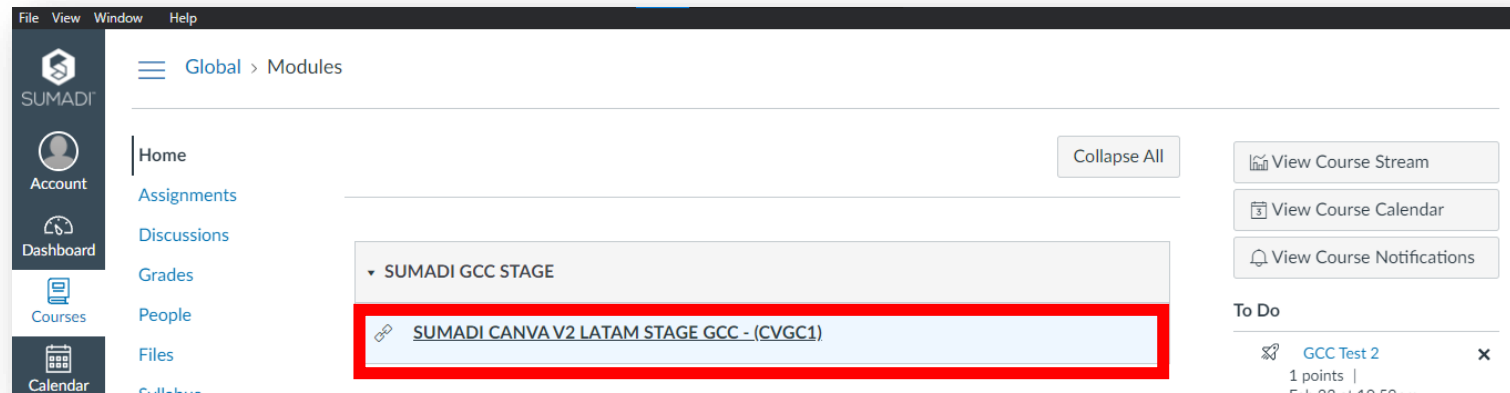 File View Window Help
SUMADI
Global > Modules
Account
Dashboard
Courses
Calendar
Home
Assignments
Discussions
Grades
People
Files
Collapse All
SUMADI GCC STAGE
SUMADI CANVA V2 LATAM STAGE GCC - (CVGC1)
View Course Stream
View Course Calendar
View Course Notifications
To Do
GCC Test 2
1 points |